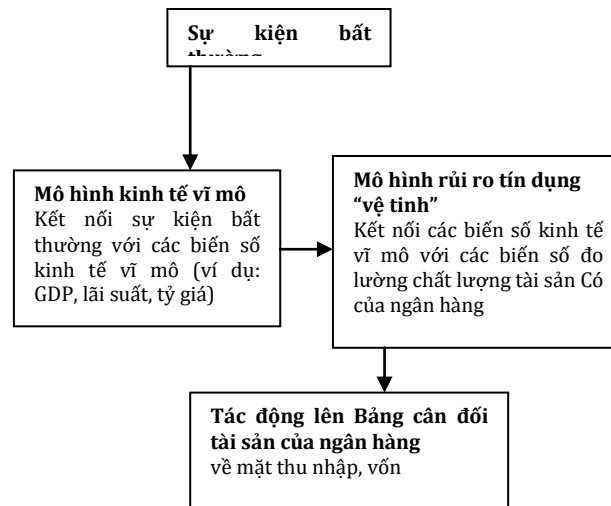 Sự kiện bất
Mô hình kinh tế vĩ mô
Kết nối sự kiện bất
thường với các biến số
kinh tế vĩ mô (ví dụ:
GDP, lãi suất, tỷ giá)
Mô hình rủi ro tín dụng
“vệ tinh”
Kết nối các biến số kinh tế
vĩ mô với các biến số đo
lường chất lượng tài sản Có
của ngân hàng
Tác động lên Bảng cân đối
tài sản của ngân hàng
về mặt thu nhập, vốn